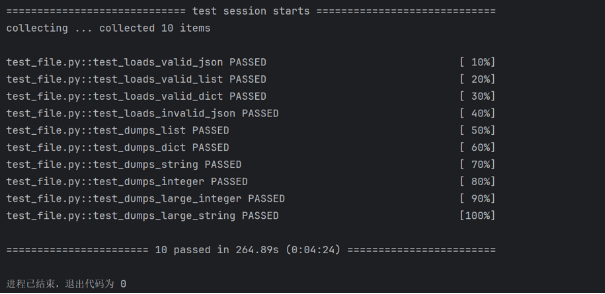 ============================= test session starts =============================
collecting ... collected 10 items
test_file.py::test_loads_valid_json PASSED [ 10%]
test_file.py::test_loads_valid_list PASSED [ 20%]
test_file.py::test_loads_valid_dict PASSED [ 30%]
test_file.py::test_loads_invalid_json PASSED [ 40%]
test_file.py::test_dumps_list PASSED [ 50%]
test_file.py::test_dumps_dict PASSED [ 60%]
test_file.py::test_dumps_string PASSED [ 70%]
test_file.py::test_dumps_integer PASSED [ 80%]
test_file.py::test_dumps_large_integer PASSED [ 90%]
test_file.py::test_dumps_large_string PASSED [100%]
======================= 10 passed in 264.89s (0:04:24) ========================
进程已结束，退出代码为 0